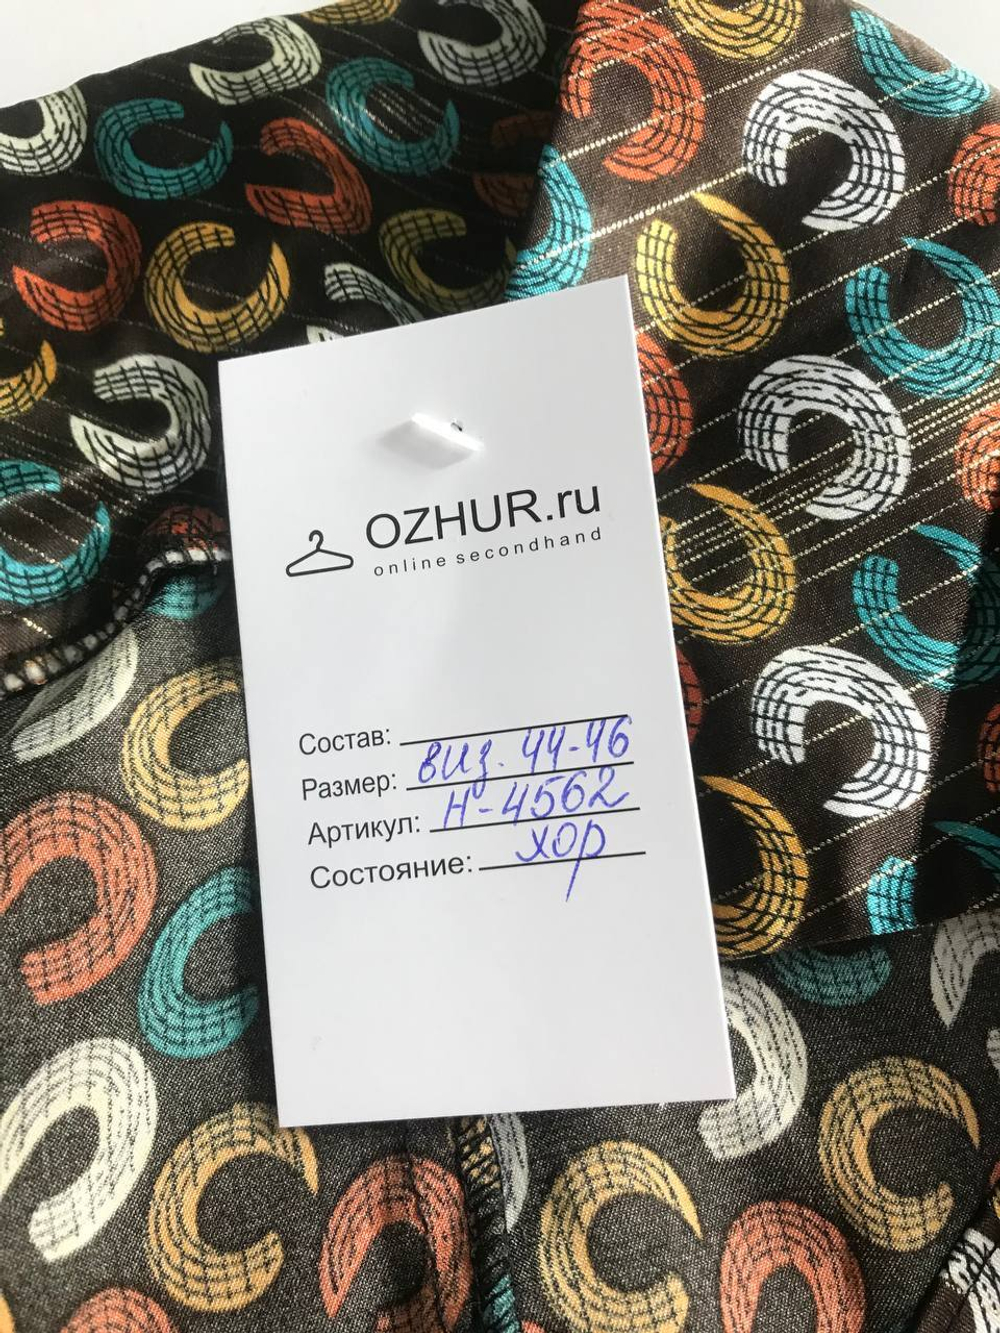 OZHUR.ru
online secondhand
Состав:
Размер: виз. 44-46
Артикул: Н-4562
Состояние: хор